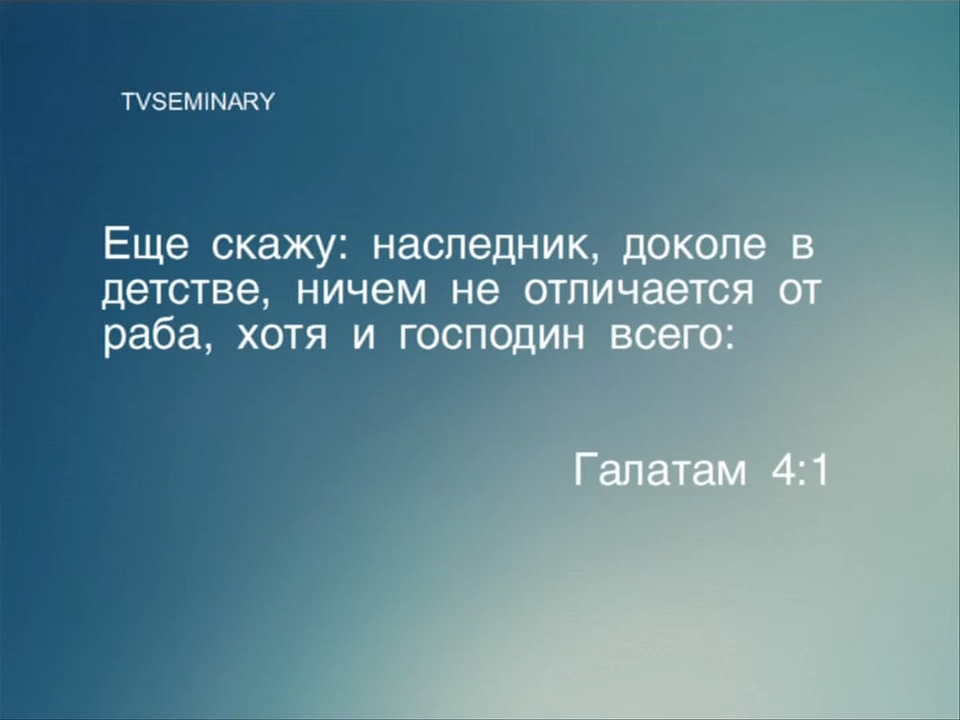 TVSEMINARY
Еще скажу: наследник, доколе в
детстве, ничем не отличается от
раба, хотя и господин всего:
Галатам 4:1